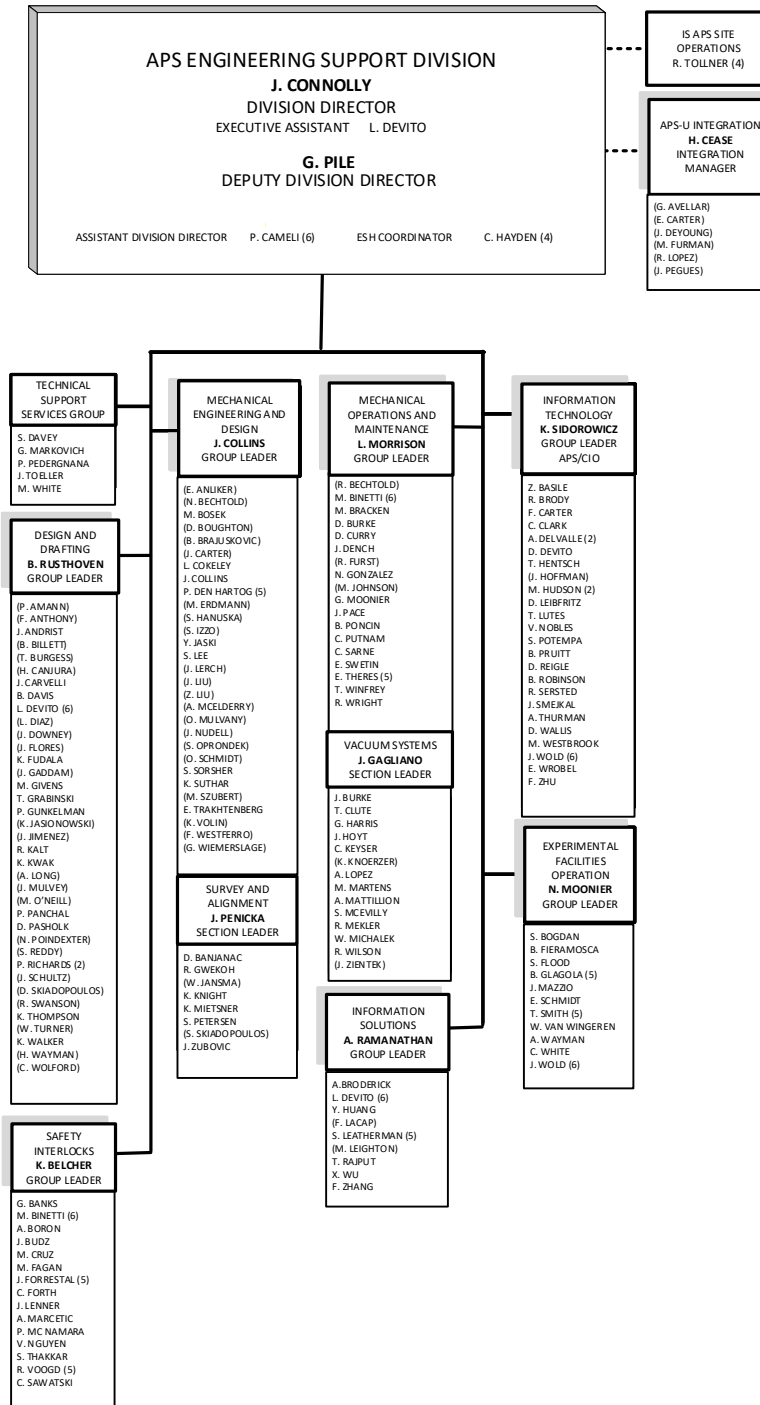 APS ENGINEERING SUPPORT DIVISION
J. CONNOLLY
DIVISION DIRECTOR
EXECUTIVE ASSISTANT L. DEVITO
G. PILE
DEPUTY DIVISION DIRECTOR
ASSISTANT DIVISION DIRECTOR P. CAMELI (6) ESH COORDINATOR C. HAYDEN (4)
IS APS SITE
OPERATIONS
R. TOLLNER (4)
APS-U INTEGRATION
H. CEASE
INTEGRATION
MANAGER
(G. AVELLAR)
(E. CARTER)
(J. DEYOUNG)
(M. FURMAN)
(R. LOPEZ)
(J. PEGUES)
TECHNICAL
SUPPORT
SERVICES GROUP
S. DAVEY
G. MARKOVICH
P. PEDERGNANA
J. TOELLER
M. WHITE
DESIGN AND
DRAFTING
B. RUSTHOVEN
GROUP LEADER
(P. AMANN)
(F. ANTHONY)
J. ANDRIST
(B. BILLETT)
(T. BURGESS)
(H. CANJURA)
J. CARVELLI
B. DAVIS
L. DEVITO (6)
(L. DIAZ)
(J. DOWNEY)
(J. FLORES)
K. FUDALA
(J. GADDAM)
M. GIVENS
T. GRABINSKI
P. GUNKELMAN
(K. JASIONOWSKI)
(J. JIMENEZ)
R. KALT
K. KWAK
(A. LONG)
(J. MULVEY)
(M. O'NEILL)
P. PANCHAL
D. PASHOLK
(N. POINDEXTER)
(S. REDDY)
P. RICHARDS (2)
(J. SCHULTZ)
(D. SKIADOPOULOS)
(R. SWANSON)
K. THOMPSON
(W. TURNER)
K. WALKER
(H. WAYMAN)
(C. WOLFORD)
SAFETY
INTERLOCKS
K. BELCHER
GROUP LEADER
G. BANKS
M. BINETTI (6)
A. BORON
J. BUDZ
M. CRUZ
M. FAGAN
J. FORRESTAL (5)
C. FORTH
J. LENNER
A. MARCETIC
P. MC NAMARA
V. NGUYEN
S. THAKKAR
R. VOOGD (5)
C. SAWATSKI
MECHANICAL
ENGINEERING AND
DESIGN
J. COLLINS
GROUP LEADER
(E. ANLIKER)
(N. BECHTOLD)
M. BOSEK
(D. BOUGHTON)
(B. BRAJUSKOVIC)
(J. CARTER)
L. COKELEY
J. COLLINS
P. DEN HARTOG (5)
(M. ERDMANN)
(S. HANUSKA)
(S. IZZO)
Y. JASKI
S. LEE
(J. LERCH)
(J. LIU)
(Z. LIU)
(A. MCELDERRY)
(O. MULVANY)
(J. NUDELL)
(S. OPRONDEK)
(O. SCHMIDT)
S. SORSHER
K. SUTHAR
(M. SZUBERT)
E. TRAKHTENBERG
(K. VOLIN)
(F. WESTFERRO)
(G. WIEMERSLAGE)
SURVEY AND
ALIGNMENT
J. PENICKA
SECTION LEADER
D. BANJANAC
R. GWEKOH
(W. JANSMA)
K. KNIGHT
K. MIETSNER
S. PETERSEN
(S. SKIADOPOULOS)
J. ZUBOVIC
MECHANICAL
OPERATIONS AND
MAINTENANCE
L. MORRISON
GROUP LEADER
(R. BECHTOLD)
M. BINETTI (6)
M. BRACKEN
D. BURKE
D. CURRY
J. DENCH
(R. FURST)
N. GONZALEZ
(M. JOHNSON)
G. MOONIER
J. PACE
B. PONCIN
C. PUTNAM
C. SARNE
E. SWETIN
E. THERES (5)
T. WINFREY
R. WRIGHT
VACUUM SYSTEMS
J. GAGLIANO
SECTION LEADER
J. BURKE
T. CLUTE
G. HARRIS
J. HOYT
C. KEYSER
(K. KNOERZER)
A. LOPEZ
M. MARTENS
A. MATTILLION
S. MCEVILLY
R. MEKLER
W. MICHALEK
R. WILSON
(J. ZIENTEK)
INFORMATION
SOLUTIONS
A. RAMANATHAN
GROUP LEADER
A.BRODERICK
L. DEVITO (6)
Y. HUANG
(F. LACAP)
S. LEATHERMAN (5)
(M. LEIGHTON)
T. RAJPUT
X. WU
F. ZHANG
INFORMATION
TECHNOLOGY
K. SIDOROWICZ
GROUP LEADER
APS/CIO
Z. BASILE
R. BRODY
F. CARTER
C. CLARK
A. DELVALLE (2)
D. DEVITO
T. HENTSCH
(J. HOFFMAN)
M. HUDSON (2)
D. LEIBFRITZ
T. LUTES
V. NOBLES
S. POTEMPA
B. PRUITT
D. REIGLE
B. ROBINSON
R. SERSTED
J. SMEJKAL
A. THURMAN
D. WALLIS
M. WESTBROOK
J. WOLD (6)
E. WROBEL
F. ZHU
EXPERIMENTAL
FACILITIES
OPERATION
N. MOONIER
GROUP LEADER
S. BOGDAN
B. FIERAMOSCA
S. FLOOD
B. GLAGOLA (5)
J. MAZZIO
E. SCHMIDT
T. SMITH (5)
W. VAN WINGEREN
A. WAYMAN
C. WHITE
J. WOLD (6)